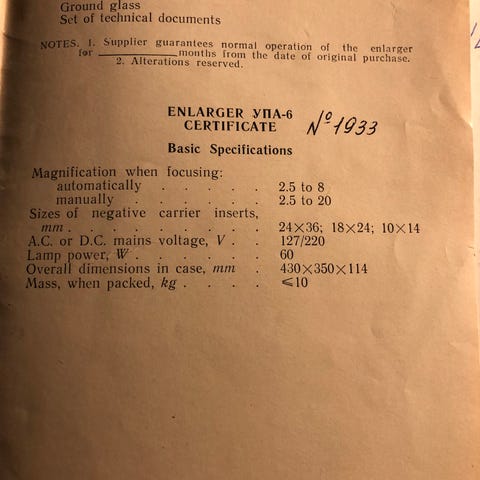 Ground glass
Set of technical documents
NOTES. 1. Supplier guarantees normal operation of the enlarger
for ________ months from the date of original purchase.
2. Alterations reserved.
ENLARGER УПА-6
CERTIFICATE № 1933
Basic Specifications
Magnification when focusing:
automatically . . . . . 2.5 to 8
manually . . . . . 2.5 to 20
Sizes of negative carrier inserts,
mm . . . . . . . . 24×36; 18×24; 10×14
A.C. or D.C. mains voltage, V . . 127/220
Lamp power, W . . . . . . 60
Overall dimensions in case, mm . 430×350×114
Mass, when packed, kg . . . . ⩽10